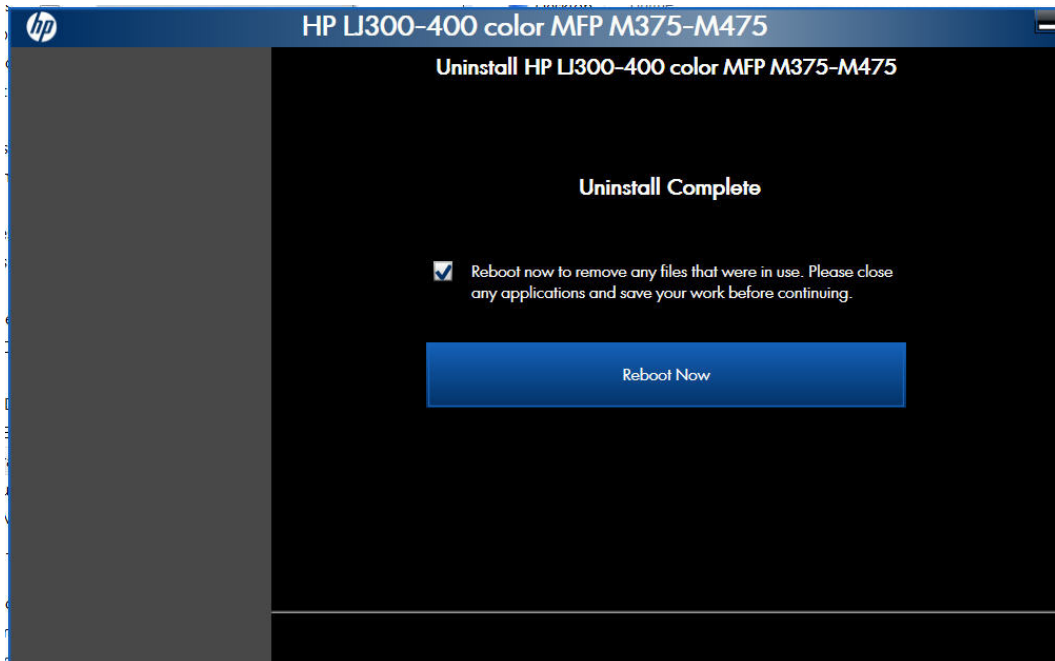 hp
HP LJ300-400 color MFP M375-M475
Uninstall HP LJ300-400 color MFP M375-M475
Uninstall Complete
Reboot now to remove any files that were in use. Please close
any applications and save your work before continuing.
Reboot Now